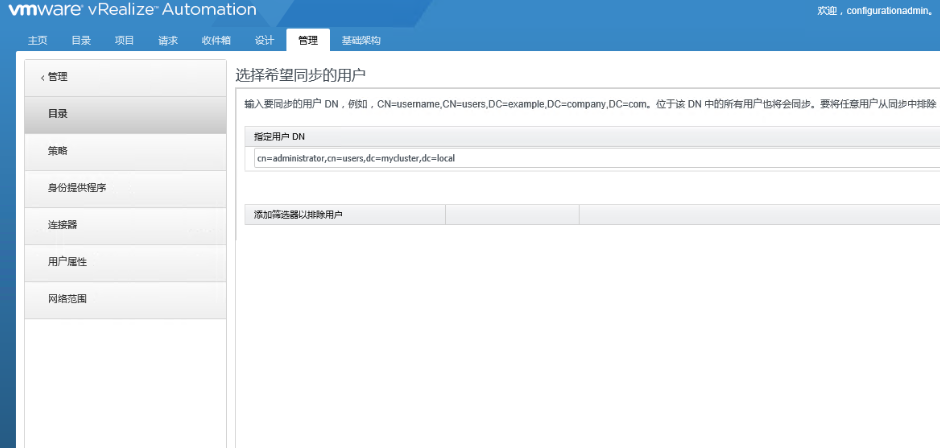 vmware® vRealize™ Automation
欢迎，configurationadmin。
主页 目录 项目 请求 收件箱 设计 管理 基础架构
‹ 管理
目录
策略
身份提供程序
连接器
用户属性
网络范围
选择希望同步的用户
输入要同步的用户 DN，例如，CN=username,CN=users,DC=example,DC=company,DC=com。位于该 DN 中的所有用户也将会同步。要将任意用户从同步中排除
指定用户 DN
cn=administrator,cn=users,dc=mycluster,dc=local
添加筛选器以排除用户